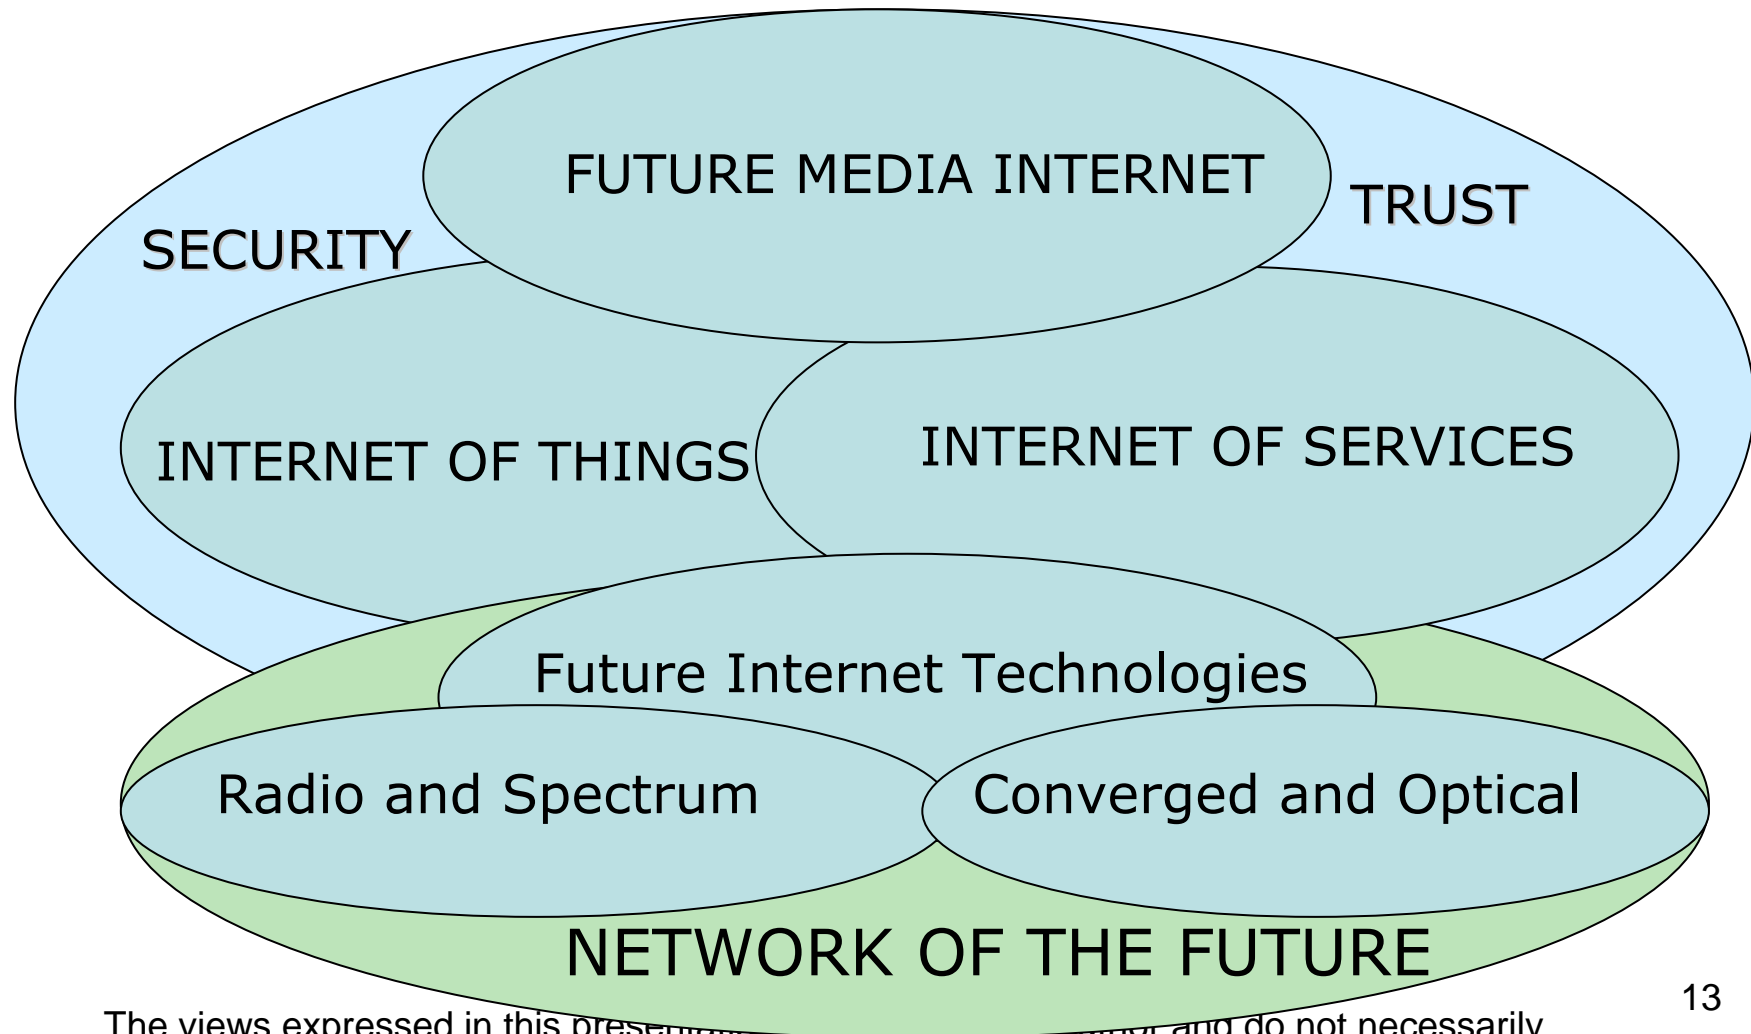 FUTURE MEDIA INTERNET
TRUST
SECURITY
INTERNET OF THINGS
INTERNET OF SERVICES
Future Internet Technologies
Radio and Spectrum
Converged and Optical
NETWORK OF THE FUTURE
13
The views expressed in this and do not necessarily